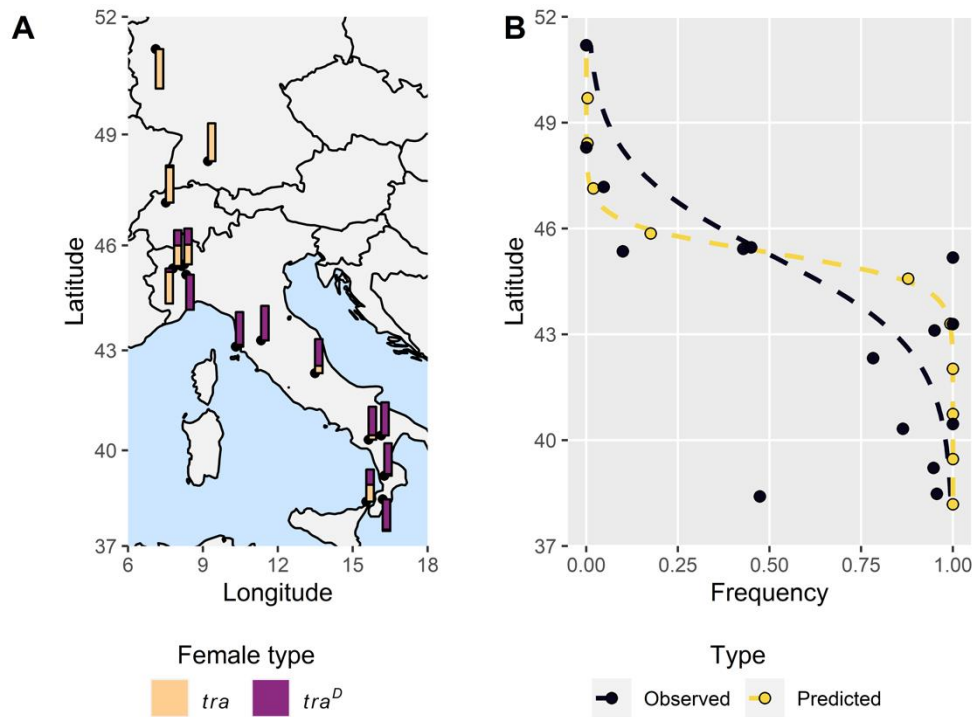 A
52
49
46
43
40
37
Latitude
6 9 12 15 18
Longitude
Female type
tra tra^D
B
52
49
46
43
40
37
Latitude
0.00 0.25 0.50 0.75 1.00
Frequency
Type
Observed Predicted